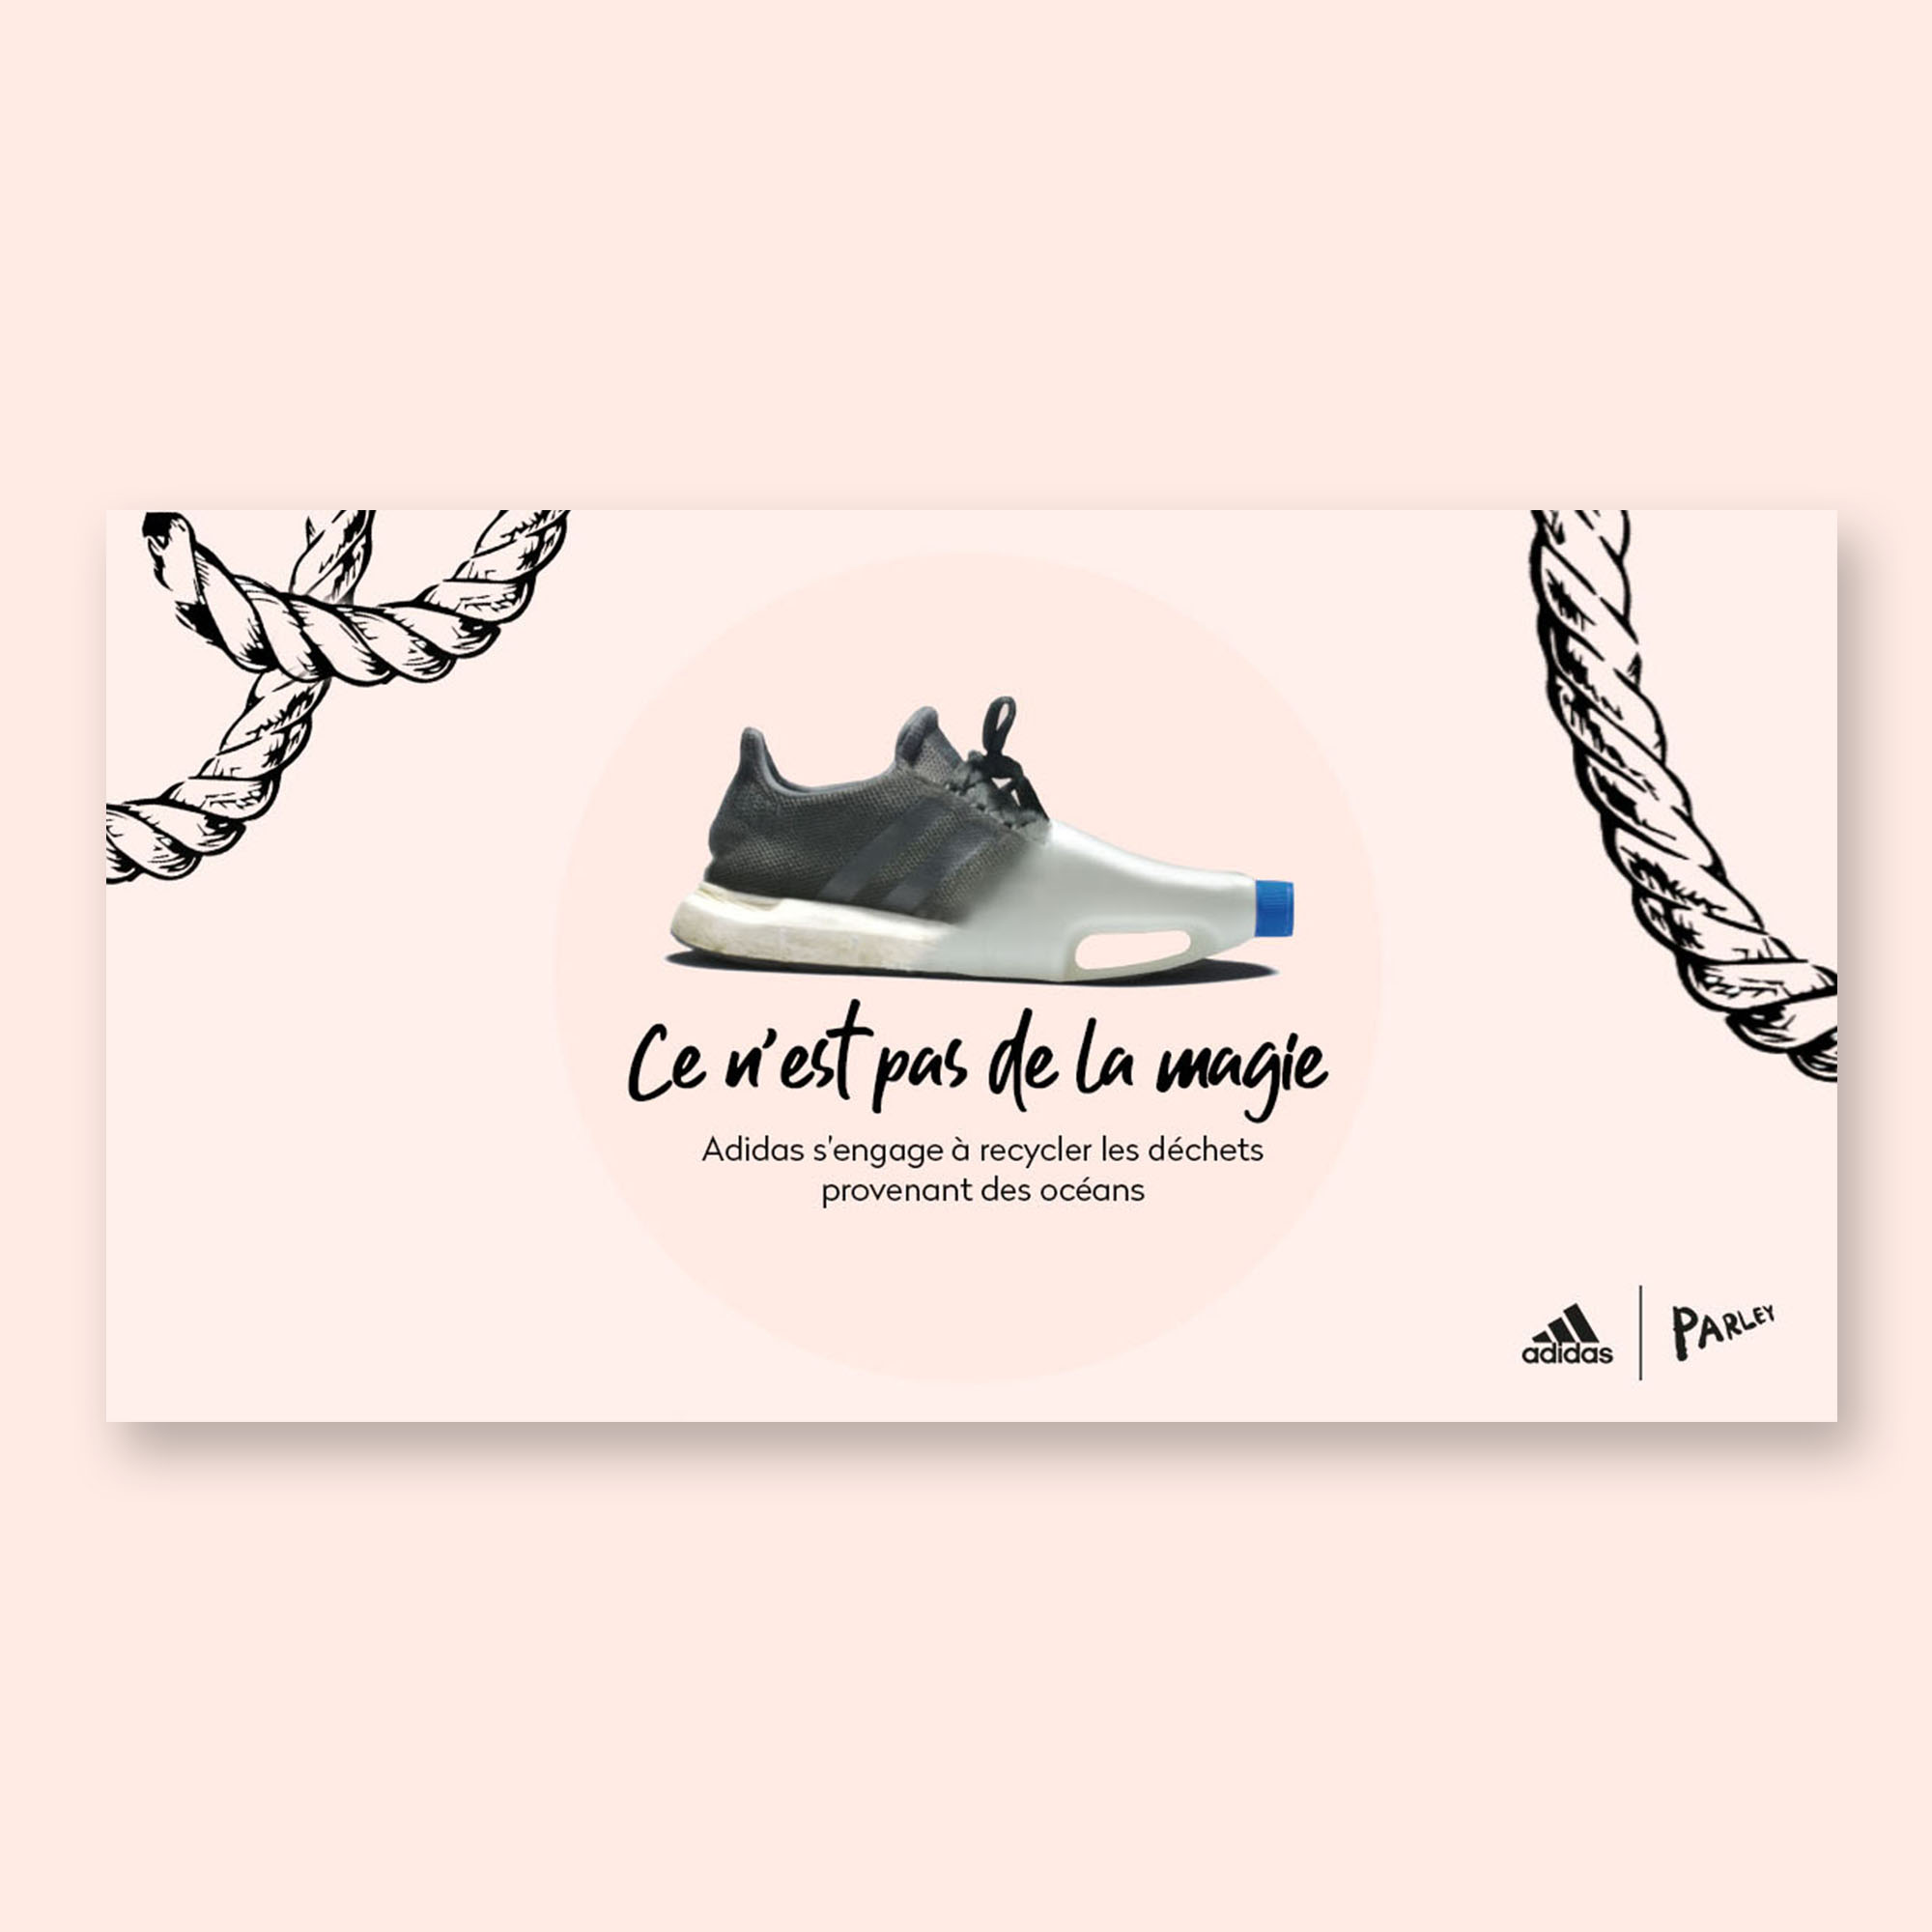 Ce n'est pas de la magie
Adidas s'engage à recycler les déchets
provenant des océans
adidas
PARLEY